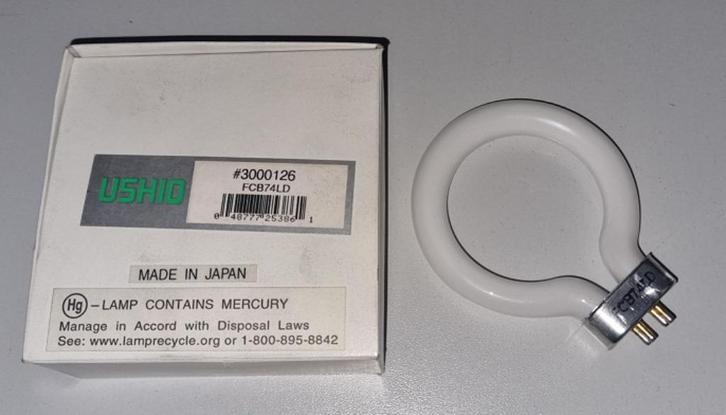 USHIO
#3000126
FCB74LD
0 48777 25386 1
MADE IN JAPAN
Hg -LAMP CONTAINS MERCURY
Manage in Accord with Disposal Laws
See: www.lamprecycle.org or 1-800-895-8842
FCB74LD